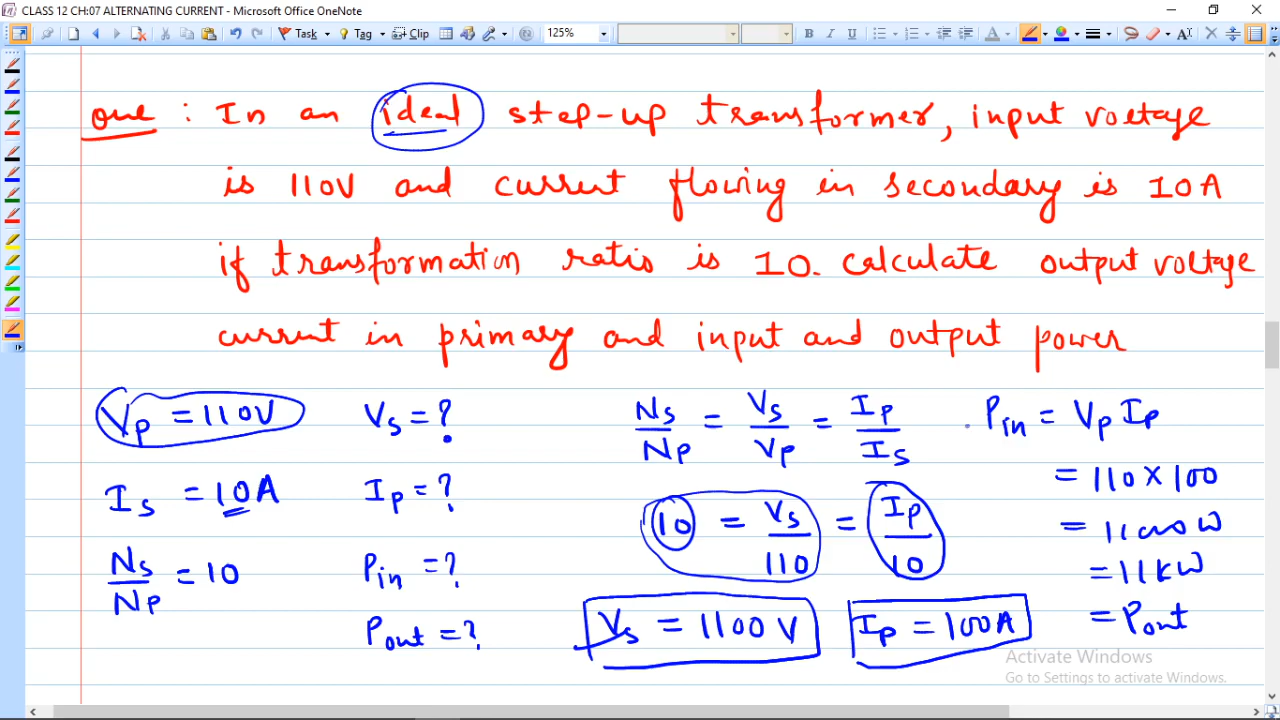 CLASS 12 CH:07 ALTERNATING CURRENT - Microsoft Office OneNote
Task Tag Clip 125% B I U A
Que : In an ideal step-up transformer, input voltage
is 110V and current flowing in secondary is 10A
if transformation ratio is 10. calculate output voltage
current in primary and input and output power
Vp = 110V
Is = 10A
Ns/Np = 10
Vs = ?
Ip = ?
Pin = ?
Pout = ?
Ns/Np = Vs/Vp = Ip/Is
10 = Vs/110 = Ip/10
Vs = 1100V
Ip = 100A
Pin = Vp Ip
= 110 x 100
= 11000W
= 11kW
= Pout
Activate Windows
Go to Settings to activate Windows.